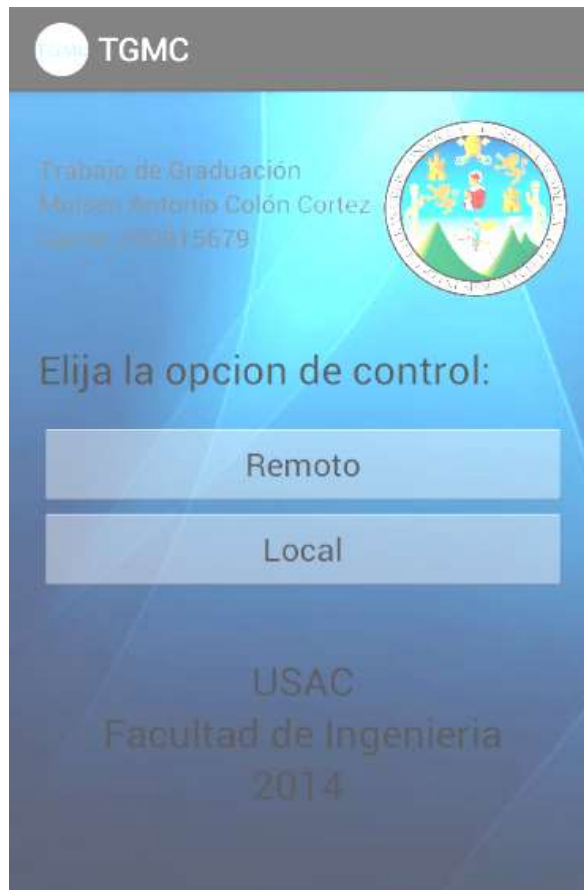 TGMC
Trabajo de Graduación
Antonio Colón Cortez
Elija la opcion de control:
Remoto
Local
USAC
Facultad de Ingenieria
2014